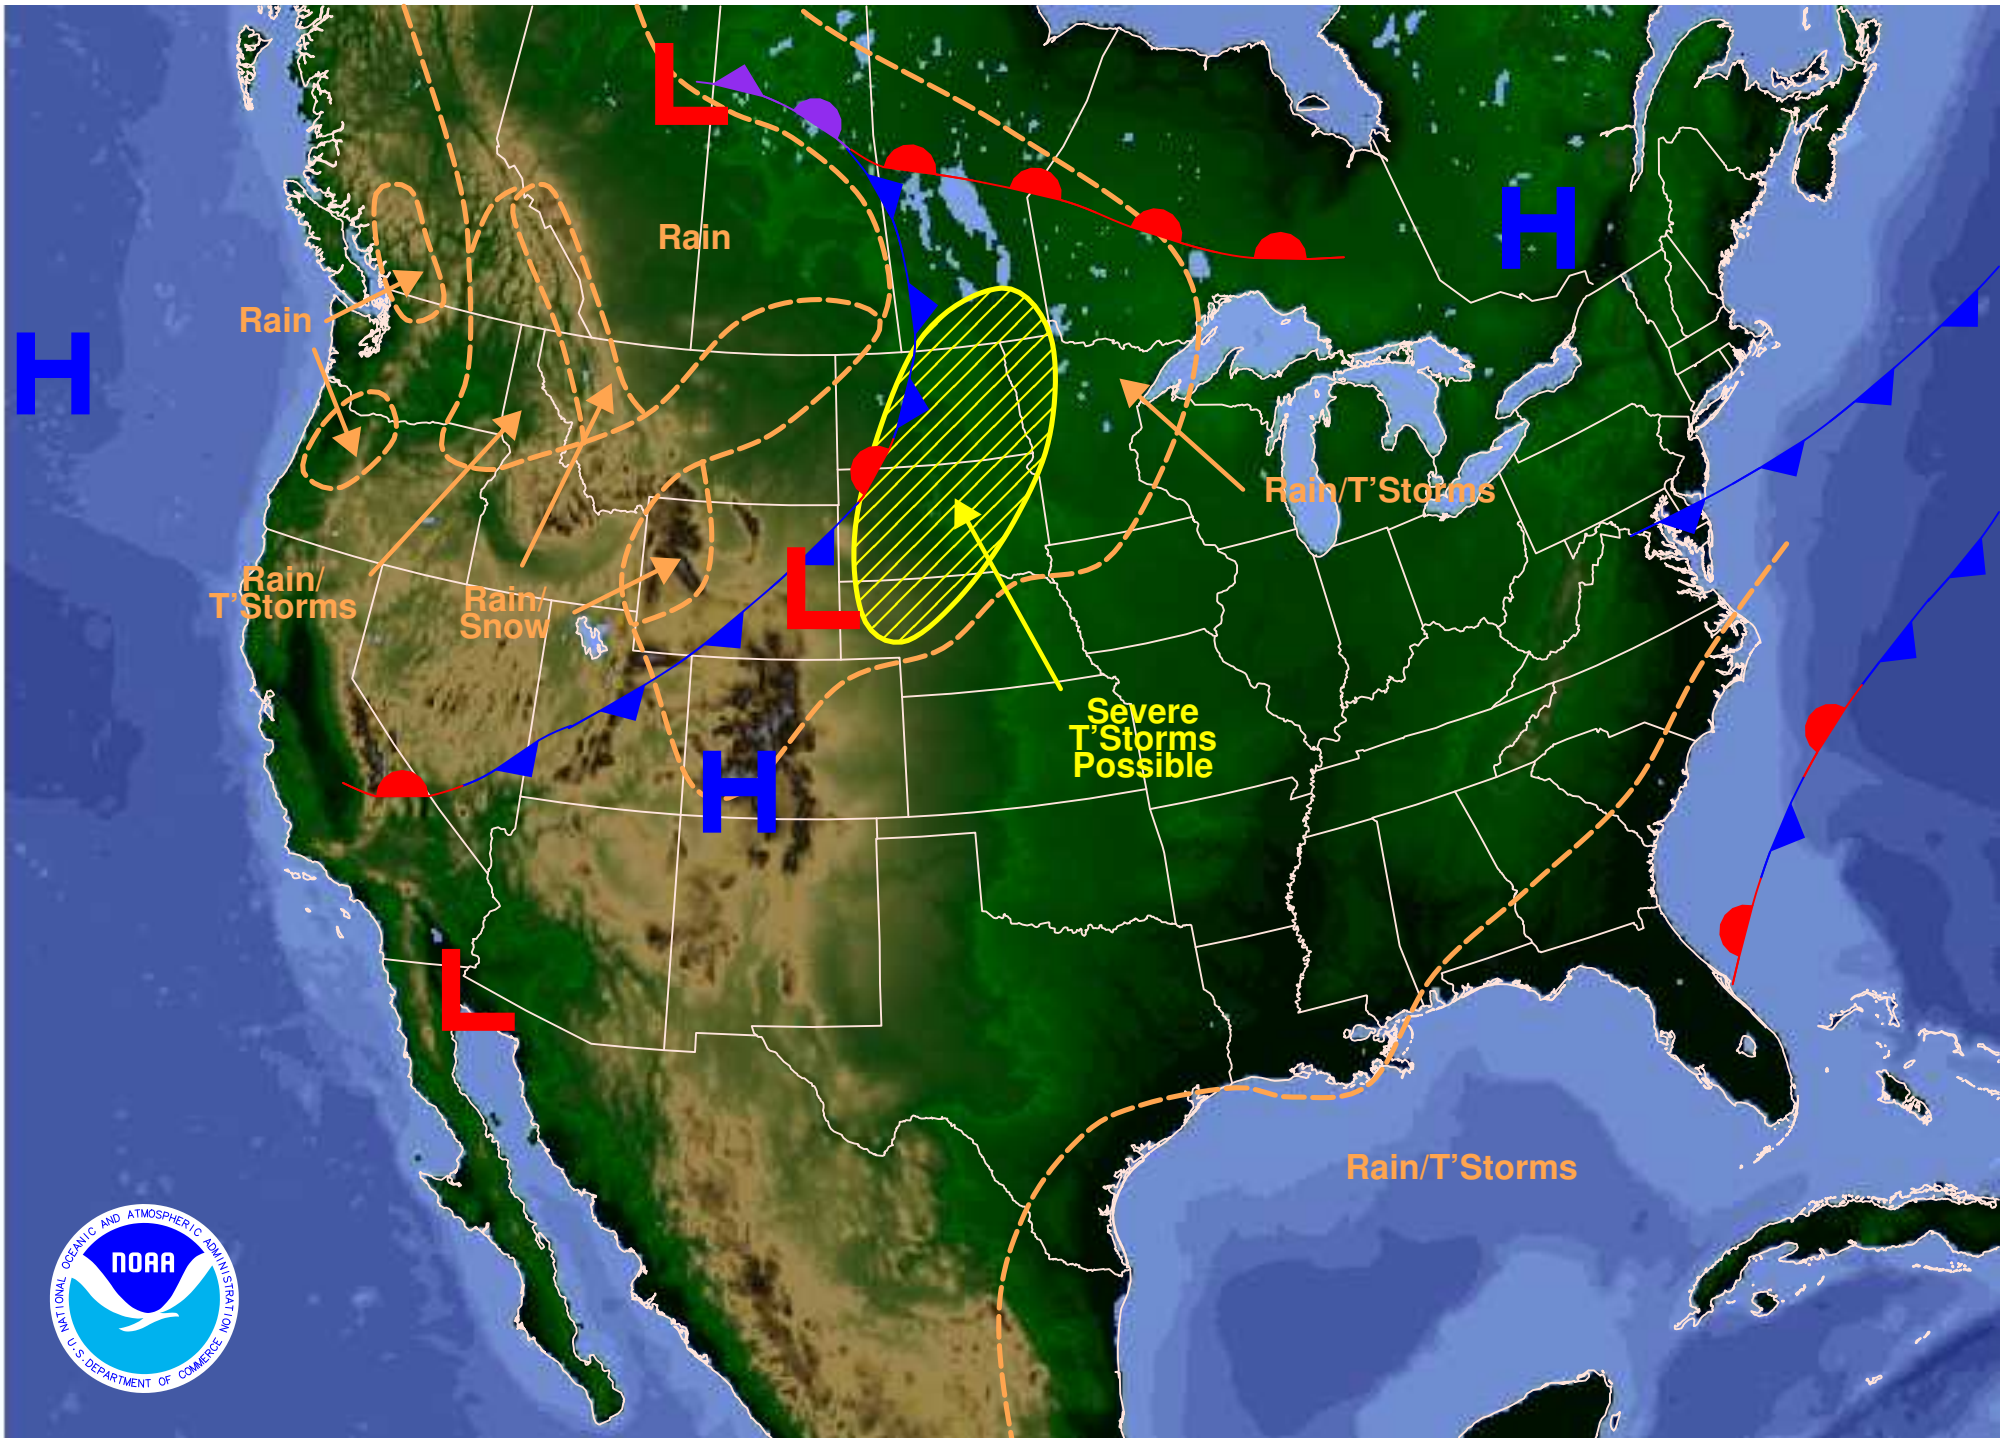 L
H
Rain
Rain
H
Rain/T'Storms
L
Rain/
T'Storms
Rain/
Snow
Severe
T'Storms
Possible
H
L
Rain/T'Storms
NATIONAL OCEANIC AND ATMOSPHERIC ADMINISTRATION
NOAA
U.S. DEPARTMENT OF COMMERCE